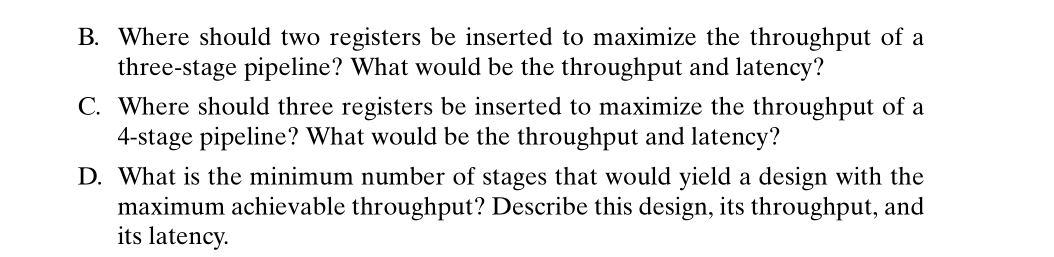 B. Where should two registers be inserted to maximize the throughput of a
three-stage pipeline? What would be the throughput and latency?
C. Where should three registers be inserted to maximize the throughput of a
4-stage pipeline? What would be the throughput and latency?
D. What is the minimum number of stages that would yield a design with the
maximum achievable throughput? Describe this design, its throughput, and
its latency.